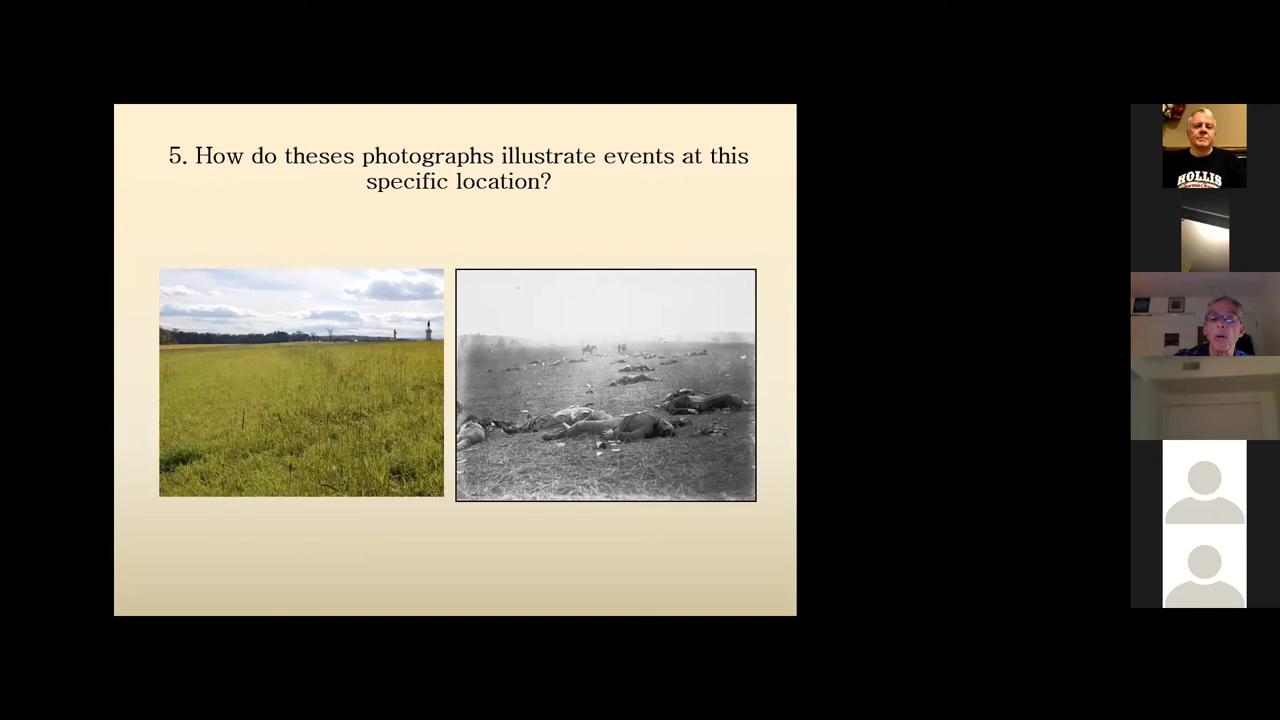 5. How do theses photographs illustrate events at this
specific location?
HOLLIS